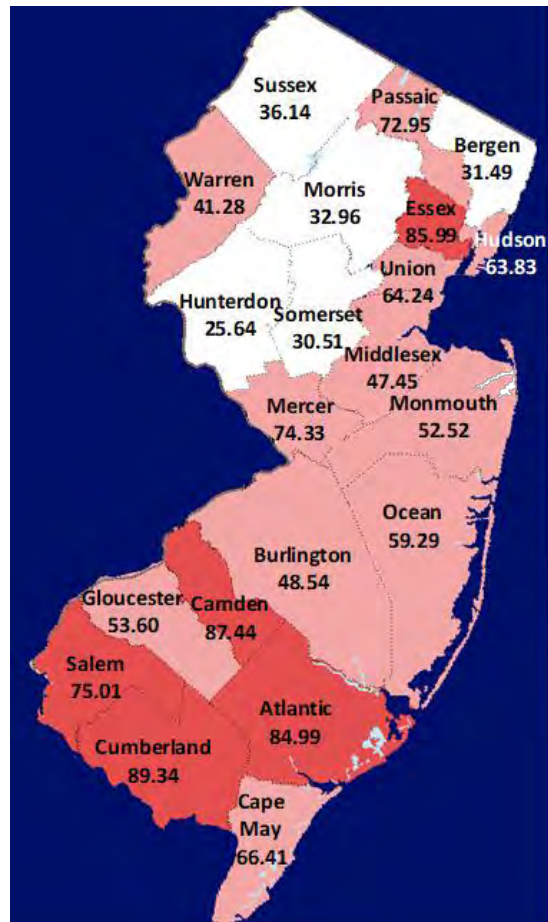 Sussex
36.14
Passaic
72.95
Bergen
31.49
Warren
41.28
Morris
32.96
Essex
85.99
Hudson
63.83
Union
64.24
Hunterdon
25.64
Somerset
30.51
Middlesex
47.45
Mercer
74.33
Monmouth
52.52
Ocean
59.29
Burlington
48.54
Gloucester
53.60
Camden
87.44
Salem
75.01
Atlantic
84.99
Cumberland
89.34
Cape
May
66.41